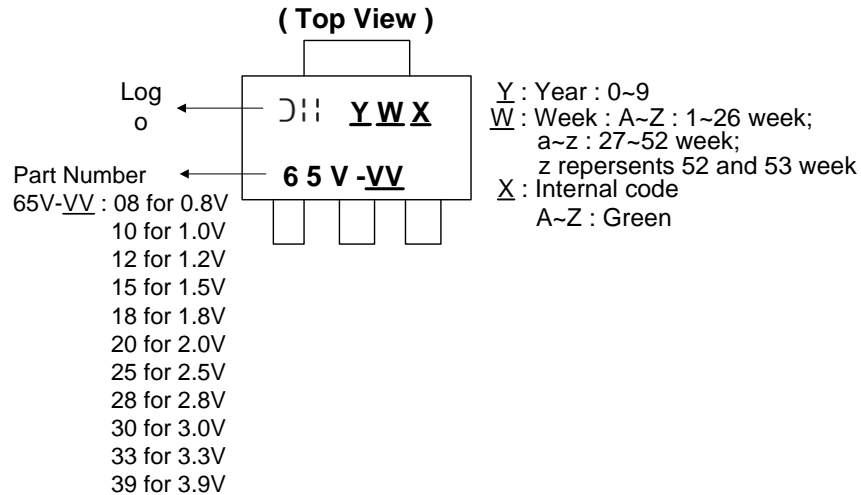 ( Top View )
Log
o
Y W X
65V-VV
Y : Year : 0~9
W : Week : A~Z : 1~26 week;
a~z : 27~52 week;
z repersents 52 and 53 week
X : Internal code
A~Z : Green
Part Number
65V-VV : 08 for 0.8V
10 for 1.0V
12 for 1.2V
15 for 1.5V
18 for 1.8V
20 for 2.0V
25 for 2.5V
28 for 2.8V
30 for 3.0V
33 for 3.3V
39 for 3.9V